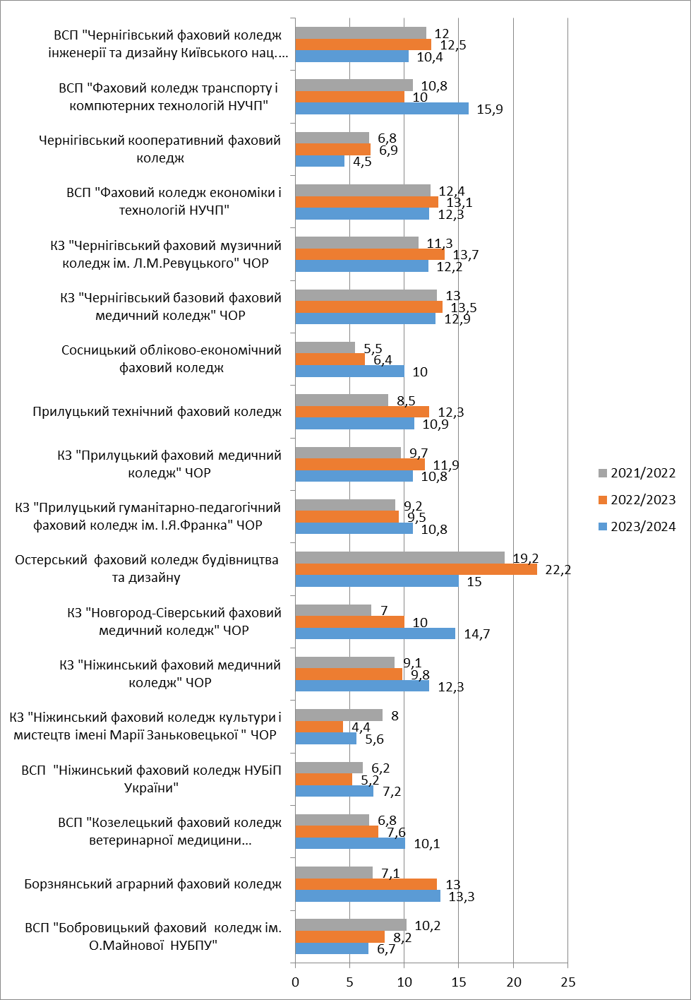 ВСП "Чернігівський фаховий коледж
інженерії та дизайну Київського нац.…
12
12,5
10,4
ВСП "Фаховий коледж транспорту і
компютерних технологій НУЧП"
10,8
10
15,9
Чернігівський кооперативний фаховий
коледж
6,8
6,9
4,5
ВСП "Фаховий коледж економіки і
технологій НУЧП"
12,4
13,1
12,3
КЗ "Чернігівський фаховий музичний
коледж ім. Л.М.Ревуцького" ЧОР
11,3
13,7
12,2
КЗ "Чернігівський базовий фаховий
медичний коледж" ЧОР
13
13,5
12,9
Сосницький обліково-економічний
фаховий коледж
5,5
6,4
10
Прилуцький технічний фаховий коледж
8,5
12,3
10,9
КЗ "Прилуцький фаховий медичний
коледж" ЧОР
9,7
11,9
10,8
КЗ "Прилуцький гуманітарно-педагогічний
фаховий коледж ім. І.Я.Франка" ЧОР
9,2
9,5
10,8
Остерський  фаховий коледж будівництва
та дизайну
19,2
22,2
15
КЗ "Новгород-Сіверський фаховий
медичний коледж" ЧОР
7
10
14,7
КЗ "Ніжинський фаховий медичний
коледж" ЧОР
9,1
9,8
12,3
КЗ "Ніжинський фаховий коледж культури і
мистецтв імені Марії Заньковецької " ЧОР
8
4,4
5,6
ВСП  "Ніжинський фаховий коледж НУБіП
України"
6,2
5,2
7,2
ВСП "Козелецький фаховий коледж
ветеринарної медицини…
6,8
7,6
10,1
Борзнянський аграрний фаховий коледж
7,1
13
13,3
ВСП "Бобровицький фаховий  коледж ім.
О.Майнової  НУБПУ"
10,2
8,2
6,7
0 5 10 15 20 25
2021/2022
2022/2023
2023/2024